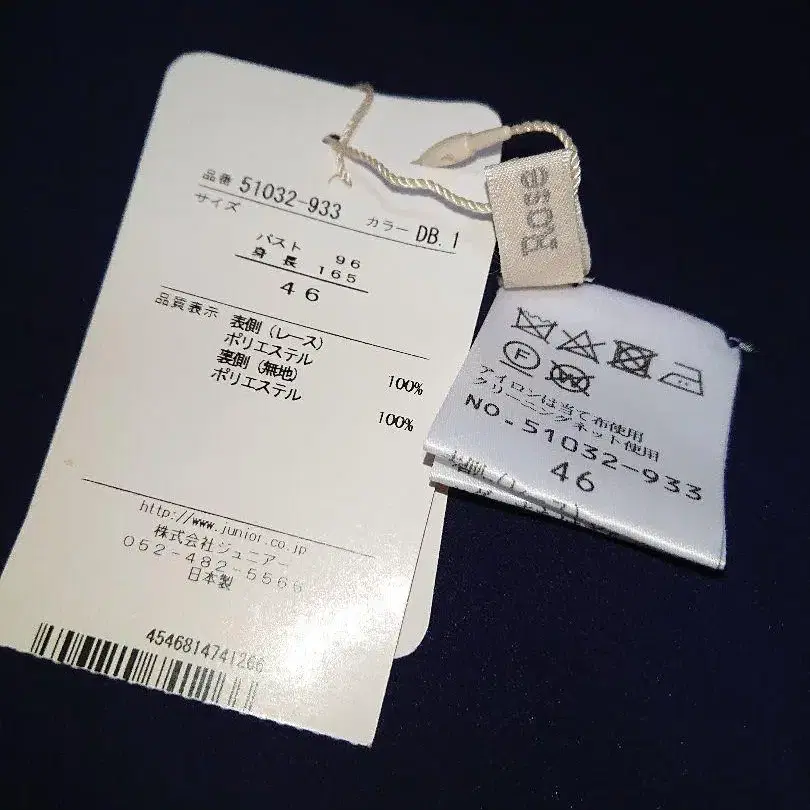 品番 51032-933 カラー DB.1
サイズ
バスト 96
身長 165
46
品質表示 表側(レース)
ポリエステル 100%
裏側(無地)
ポリエステル 100%
http://www.junior.co.jp
株式会社ジュニアー
052-482-5566
日本製
4546814741266
Rose
F
W
アイロンは当て布使用
クリーニングネット使用
NO-51032-933
46